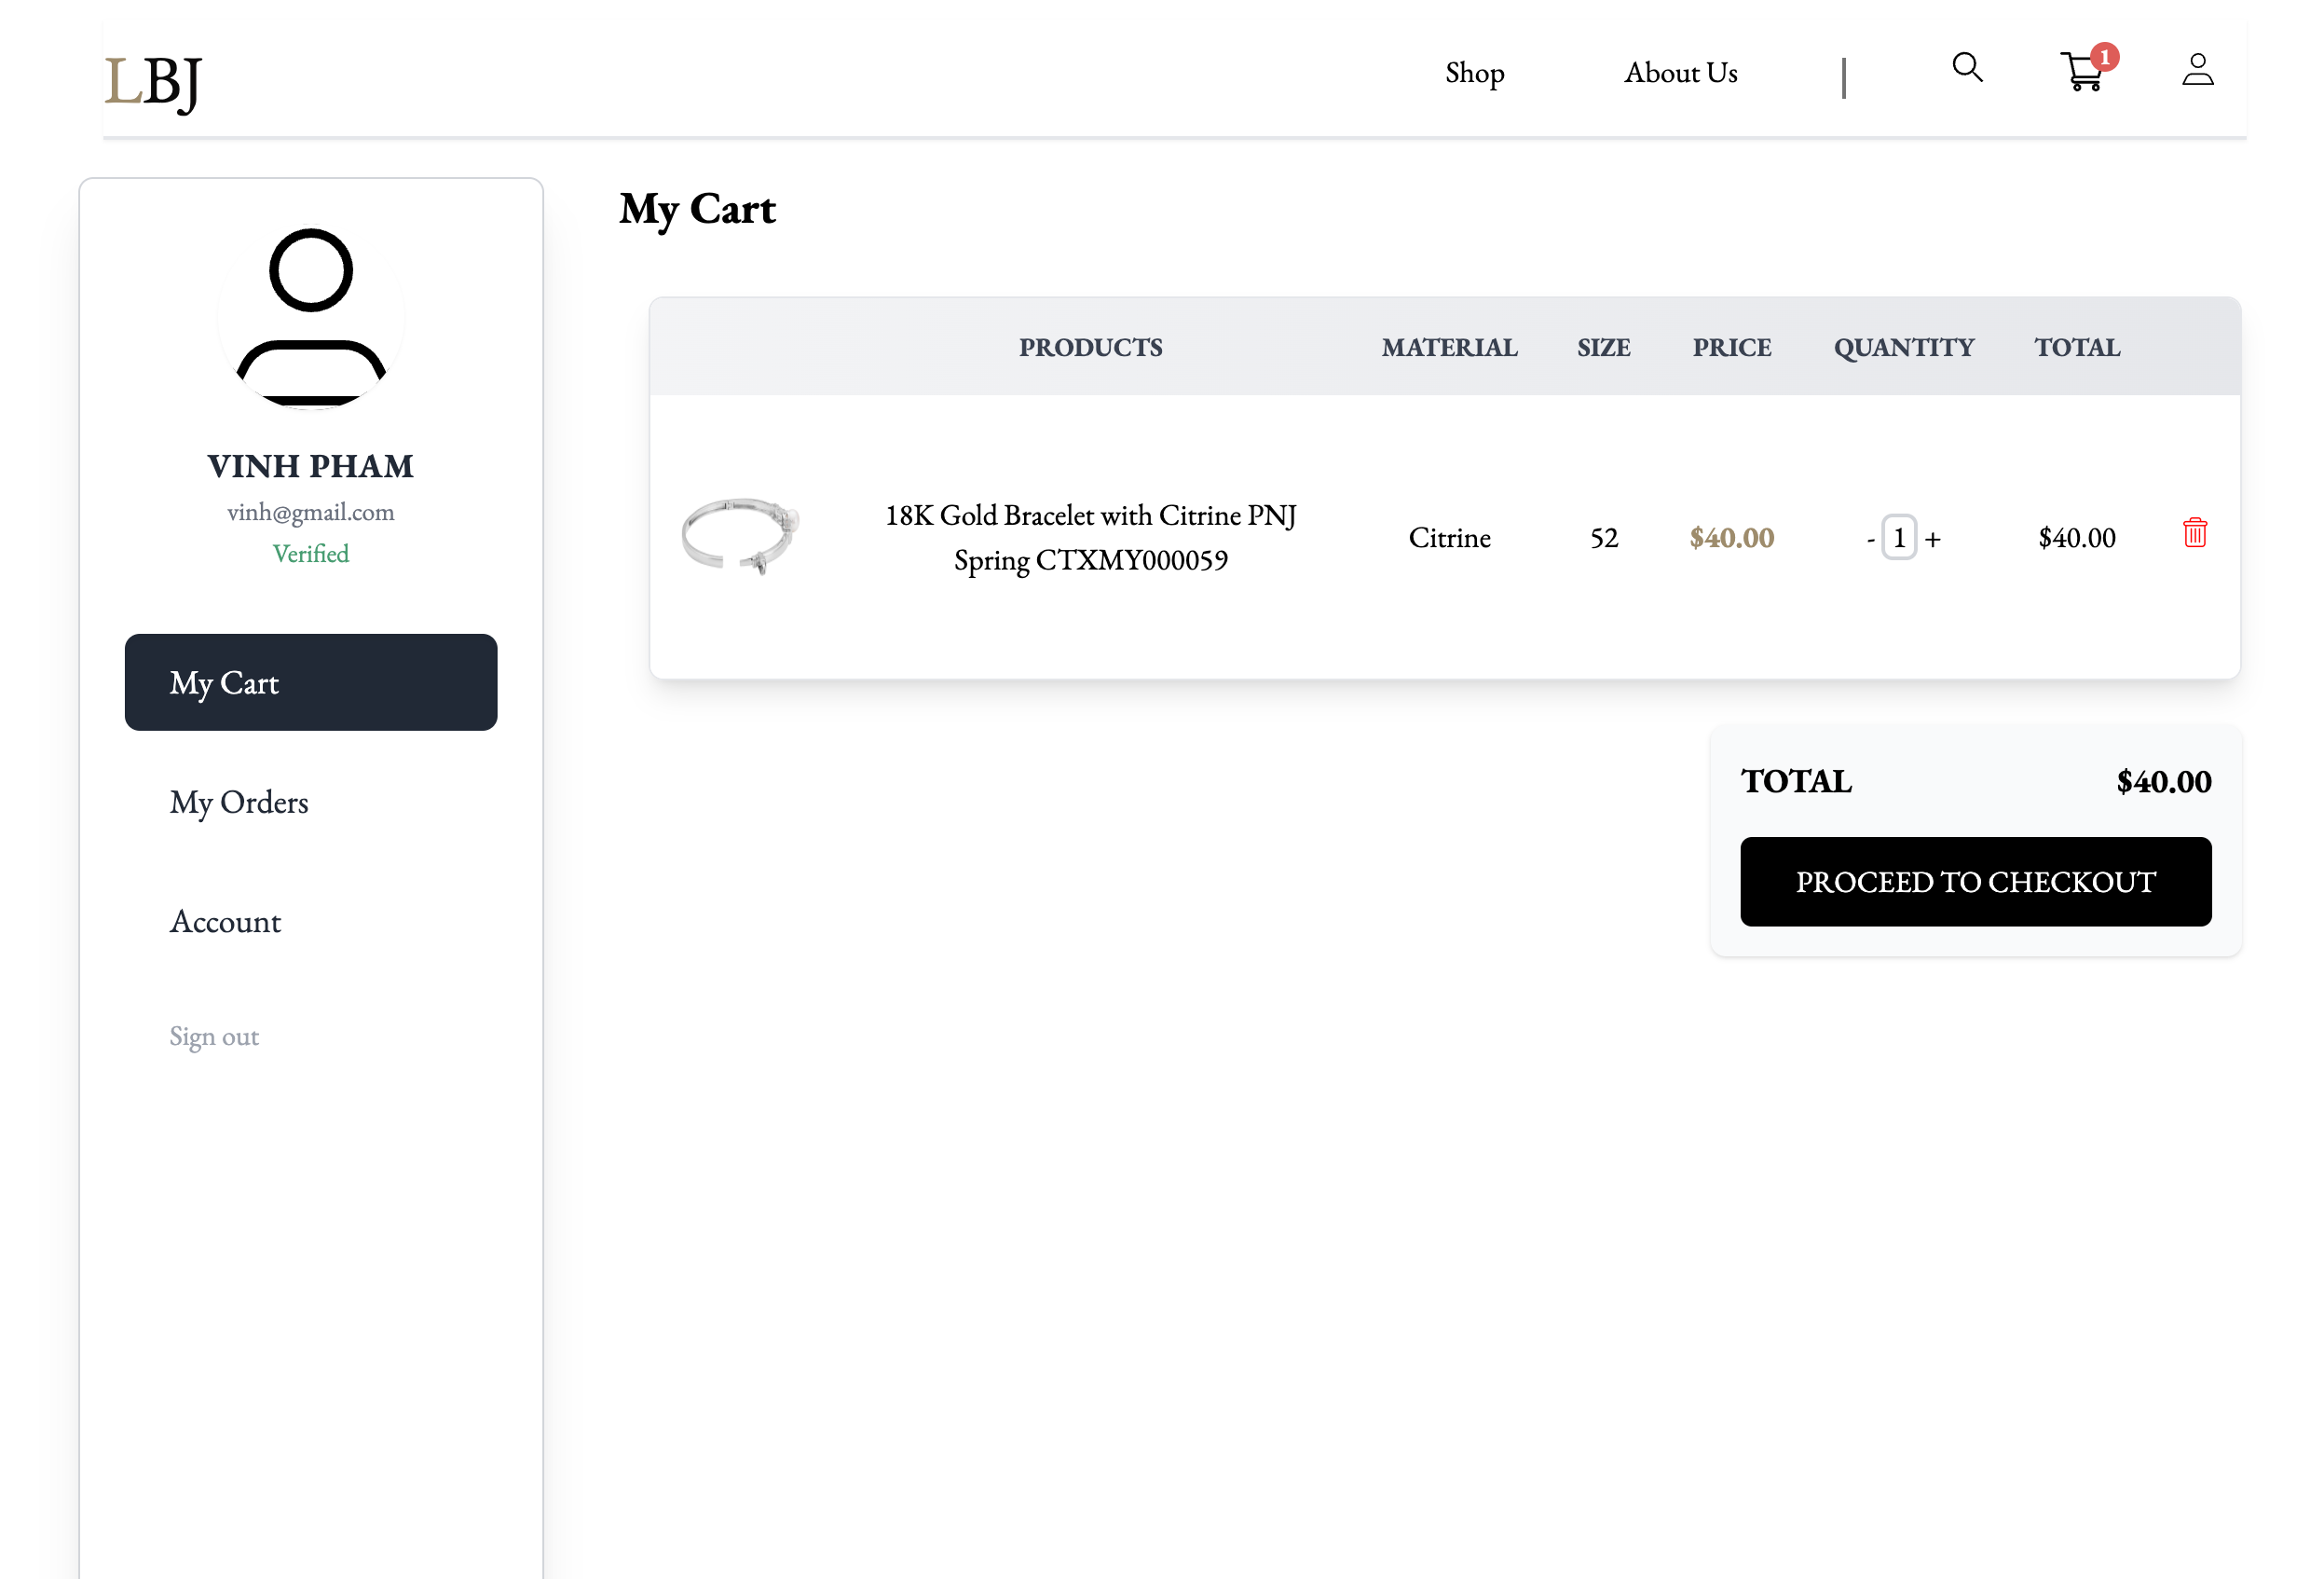 LBJ
Shop
About Us
1
VINH PHAM
vinh@gmail.com
Verified
My Cart
My Orders
Account
Sign out
My Cart
PRODUCTS MATERIAL SIZE PRICE QUANTITY TOTAL
18K Gold Bracelet with Citrine PNJ
Spring CTXMY000059
Citrine
52
$40.00
- 1 +
$40.00
TOTAL $40.00
PROCEED TO CHECKOUT